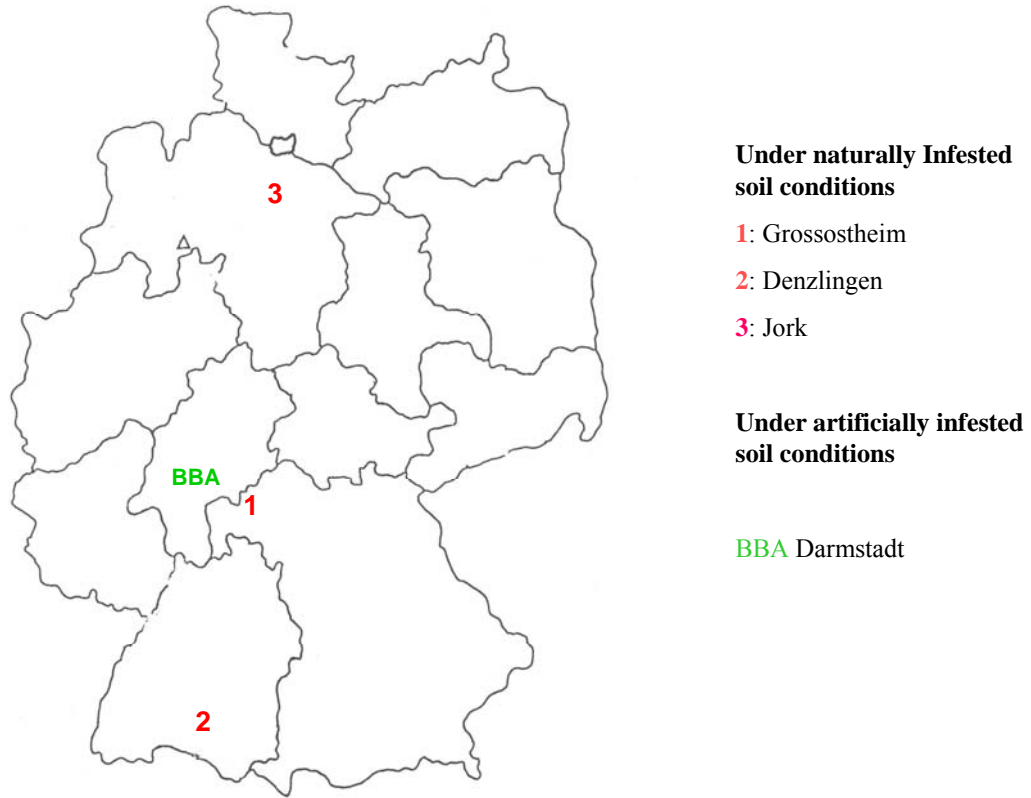 3
BBA
1
2
Under naturally Infested
soil conditions
1: Grossostheim
2: Denzlingen
3: Jork
Under artificially infested
soil conditions
BBA Darmstadt